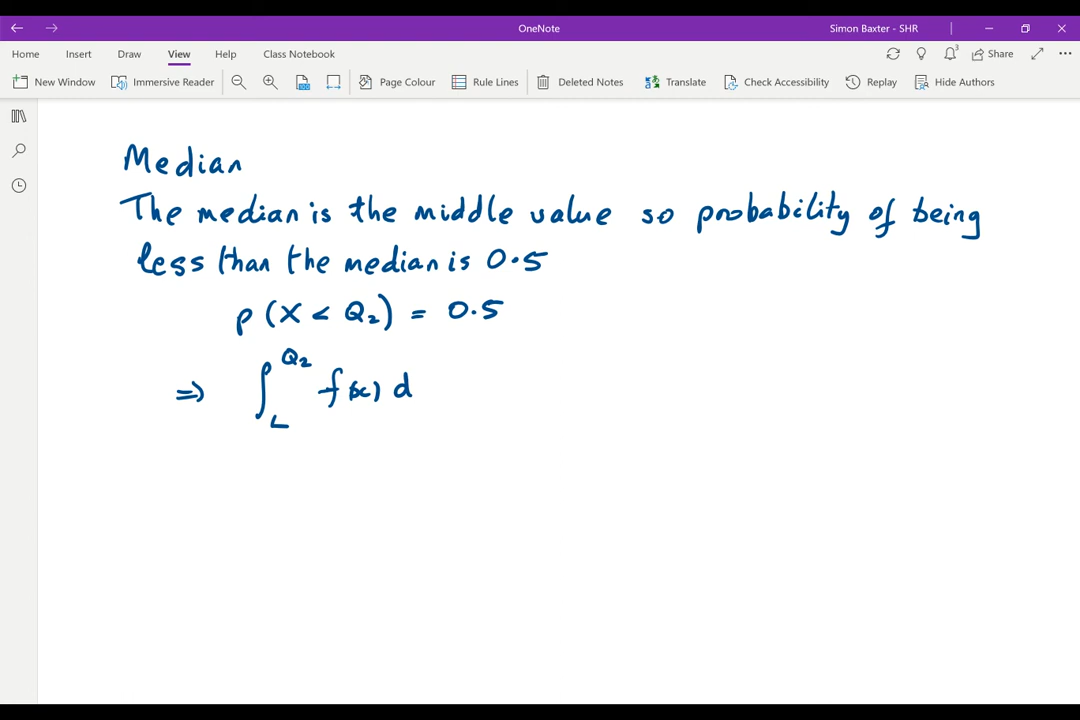 OneNote
Simon Baxter - SHR
Home Insert Draw View Help Class Notebook
3 Share
New Window Immersive Reader Page Colour Rule Lines Deleted Notes Translate Check Accessibility Replay Hide Authors
Median
The median is the middle value so probability of being
less than the median is 0.5
p(X < Q₂) = 0.5
⇒ ∫_L^Q₂ f(x) d